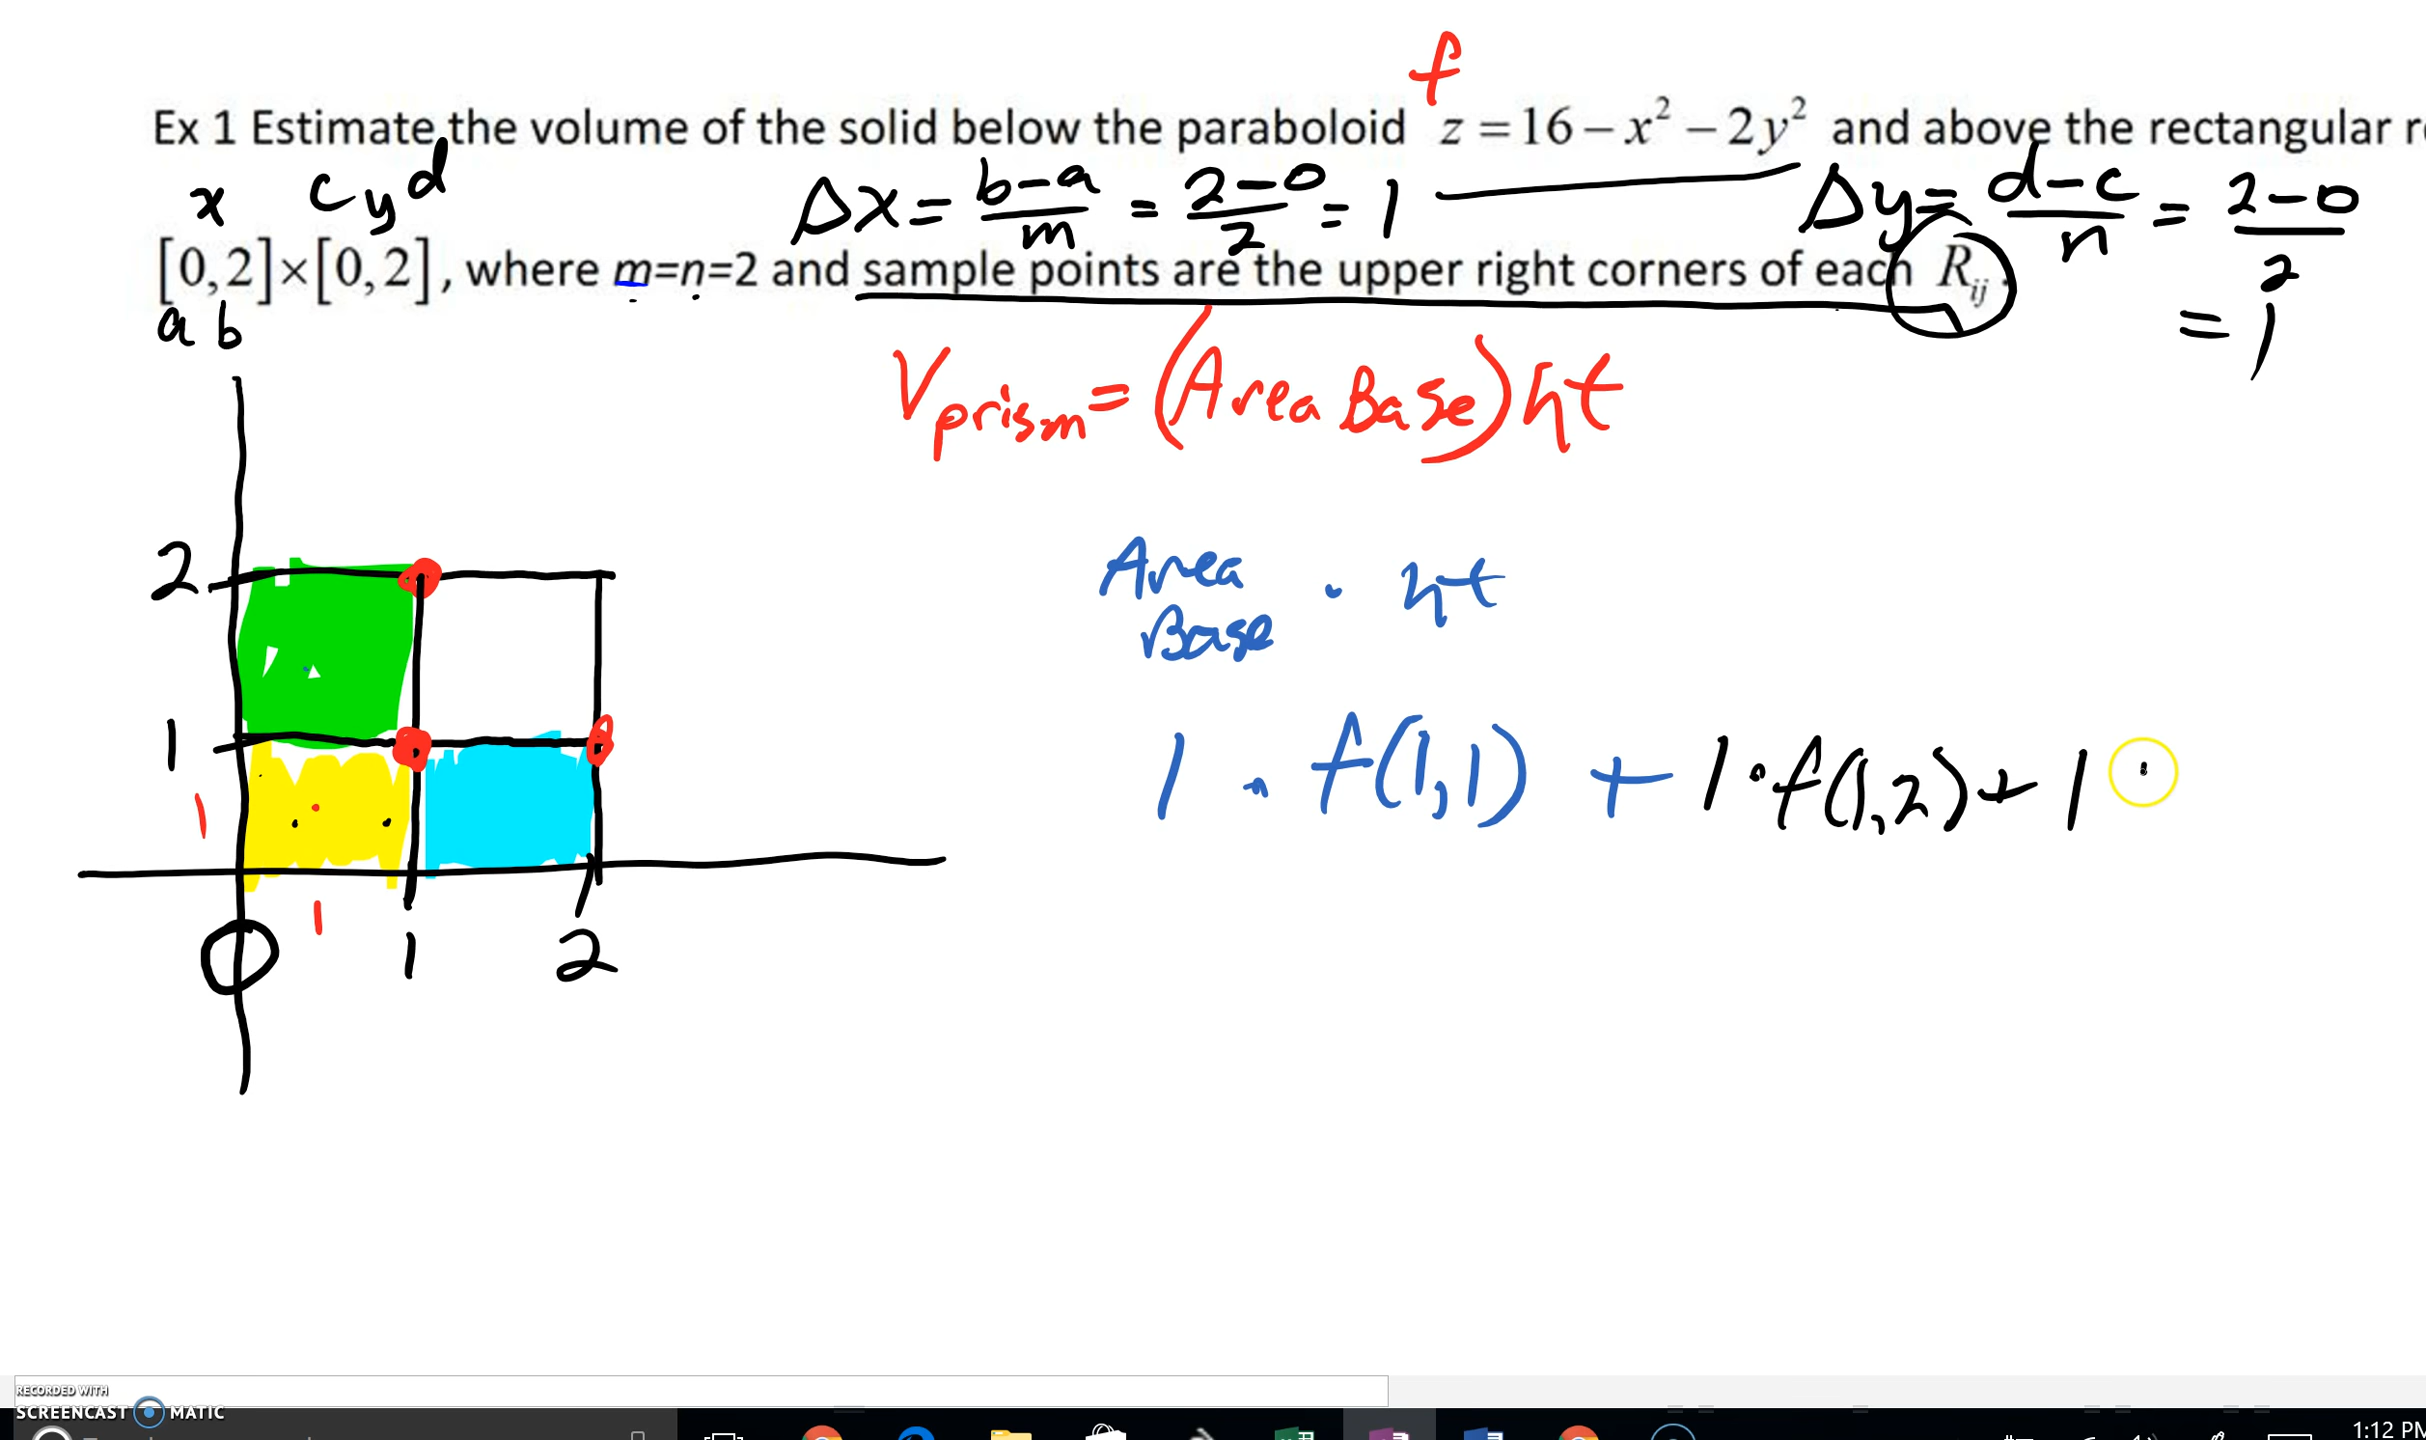 f
Ex 1 Estimate the volume of the solid below the paraboloid z = 16 − x² − 2y² and above the rectangular r
x c y d Δx = b−a/m = 2−0/2 = 1 Δy = d−c/n = 2−0/2 = 1
[0,2]×[0,2], where m=n=2 and sample points are the upper right corners of each R_ij.
a b
V_prism = (Area Base) ht
2
Area Base · ht
1
1 · f(1,1) + 1 · f(1,2) + 1 ·
1
1
0 1 2
RECORDED WITH
SCREENCAST MATIC
1:12 PM